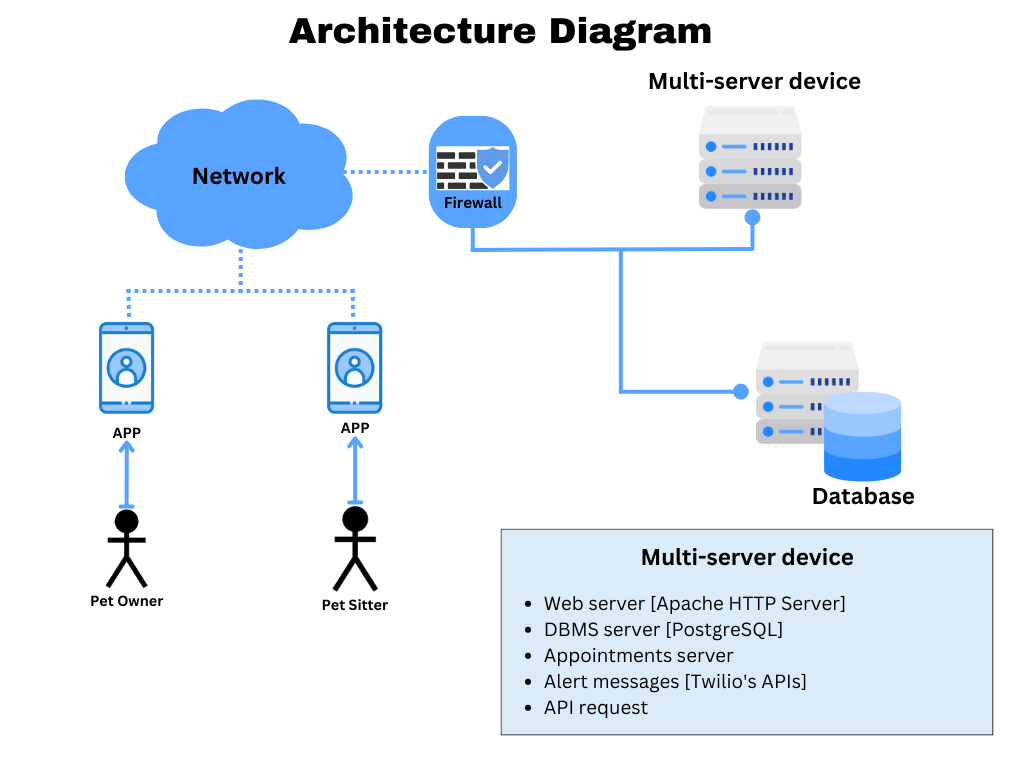 Architecture Diagram
Multi-server device
Network
Firewall
APP
APP
Pet Owner
Pet Sitter
Database
Multi-server device
• Web server [Apache HTTP Server]
• DBMS server [PostgreSQL]
• Appointments server
• Alert messages [Twilio's APIs]
• API request